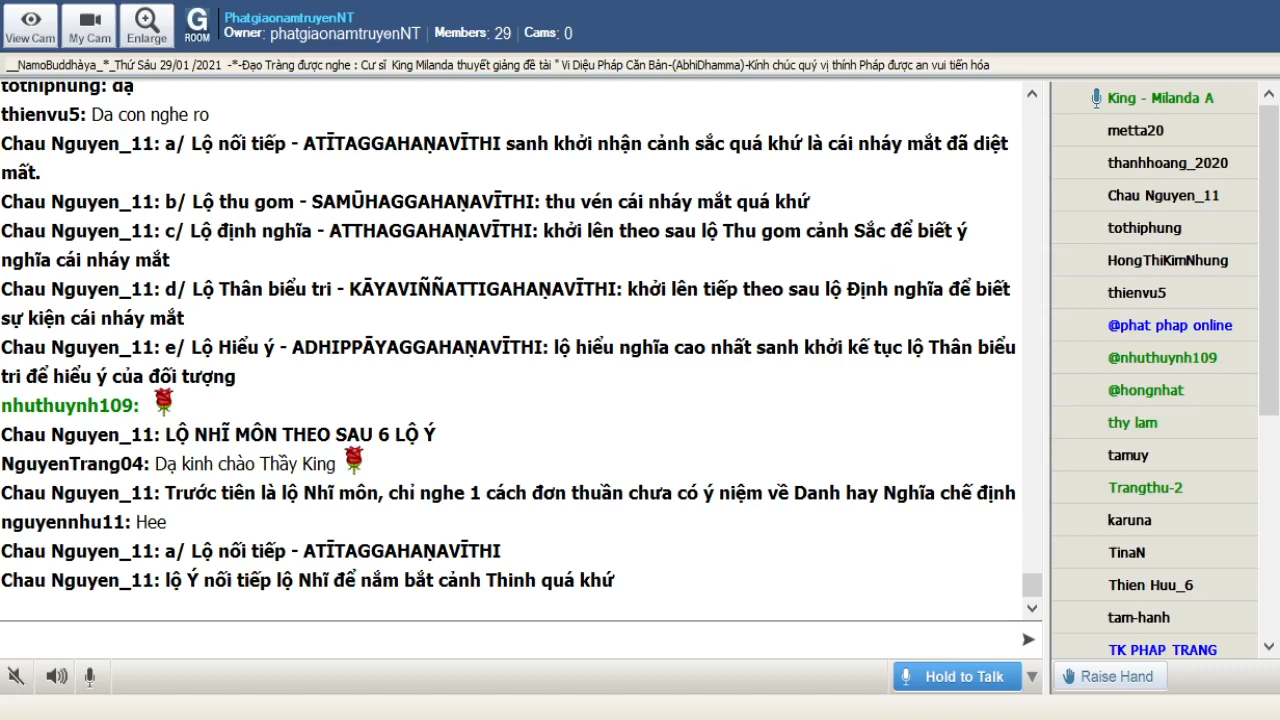 View Cam
My Cam
Enlarge
G
ROOM
PhatgiaonamtruyenNT
Owner: phatgiaonamtruyenNT | Members: 29 | Cams: 0
__NamoBuddhàya_*_Thứ Sáu 29/01 /2021 -*-Đạo Tràng được nghe : Cư sĩ King Milanda thuyết giảng đề tài " Vi Diệu Pháp Căn Bản-(AbhiDhamma)-Kính chúc quý vị thính Pháp được an vui tiến hóa
tothiphung: dạ
thienvu5: Da con nghe ro
Chau Nguyen_11: a/ Lộ nối tiếp - ATĪTAGGAHAṆAVĪTHI sanh khởi nhận cảnh sắc quá khứ là cái nháy mắt đã diệt
mất.
Chau Nguyen_11: b/ Lộ thu gom - SAMŪHAGGAHAṆAVĪTHI: thu vén cái nháy mắt quá khứ
Chau Nguyen_11: c/ Lộ định nghĩa - ATTHAGGAHAṆAVĪTHI: khởi lên theo sau lộ Thu gom cảnh Sắc để biết ý
nghĩa cái nháy mắt
Chau Nguyen_11: d/ Lộ Thân biểu tri - KĀYAVIÑÑATTIGAHAṆAVĪTHI: khởi lên tiếp theo sau lộ Định nghĩa để biết
sự kiện cái nháy mắt
Chau Nguyen_11: e/ Lộ Hiểu ý - ADHIPPĀYAGGAHAṆAVĪTHI: lộ hiểu nghĩa cao nhất sanh khởi kế tục lộ Thân biểu
tri để hiểu ý của đối tượng
nhuthuynh109:
Chau Nguyen_11: LỘ NHĨ MÔN THEO SAU 6 LỘ Ý
NguyenTrang04: Dạ kinh chào Thầy King
Chau Nguyen_11: Trước tiên là lộ Nhĩ môn, chỉ nghe 1 cách đơn thuần chưa có ý niệm về Danh hay Nghĩa chế định
nguyennhu11: Hee
Chau Nguyen_11: a/ Lộ nối tiếp - ATĪTAGGAHAṆAVĪTHI
Chau Nguyen_11: lộ Ý nối tiếp lộ Nhĩ để nắm bắt cảnh Thinh quá khứ
King - Milanda A
metta20
thanhhoang_2020
Chau Nguyen_11
tothiphung
HongThiKimNhung
thienvu5
@phat phap online
@nhuthuynh109
@hongnhat
thy lam
tamuy
Trangthu-2
karuna
TinaN
Thien Huu_6
tam-hanh
TK PHAP TRANG
Hold to Talk
Raise Hand